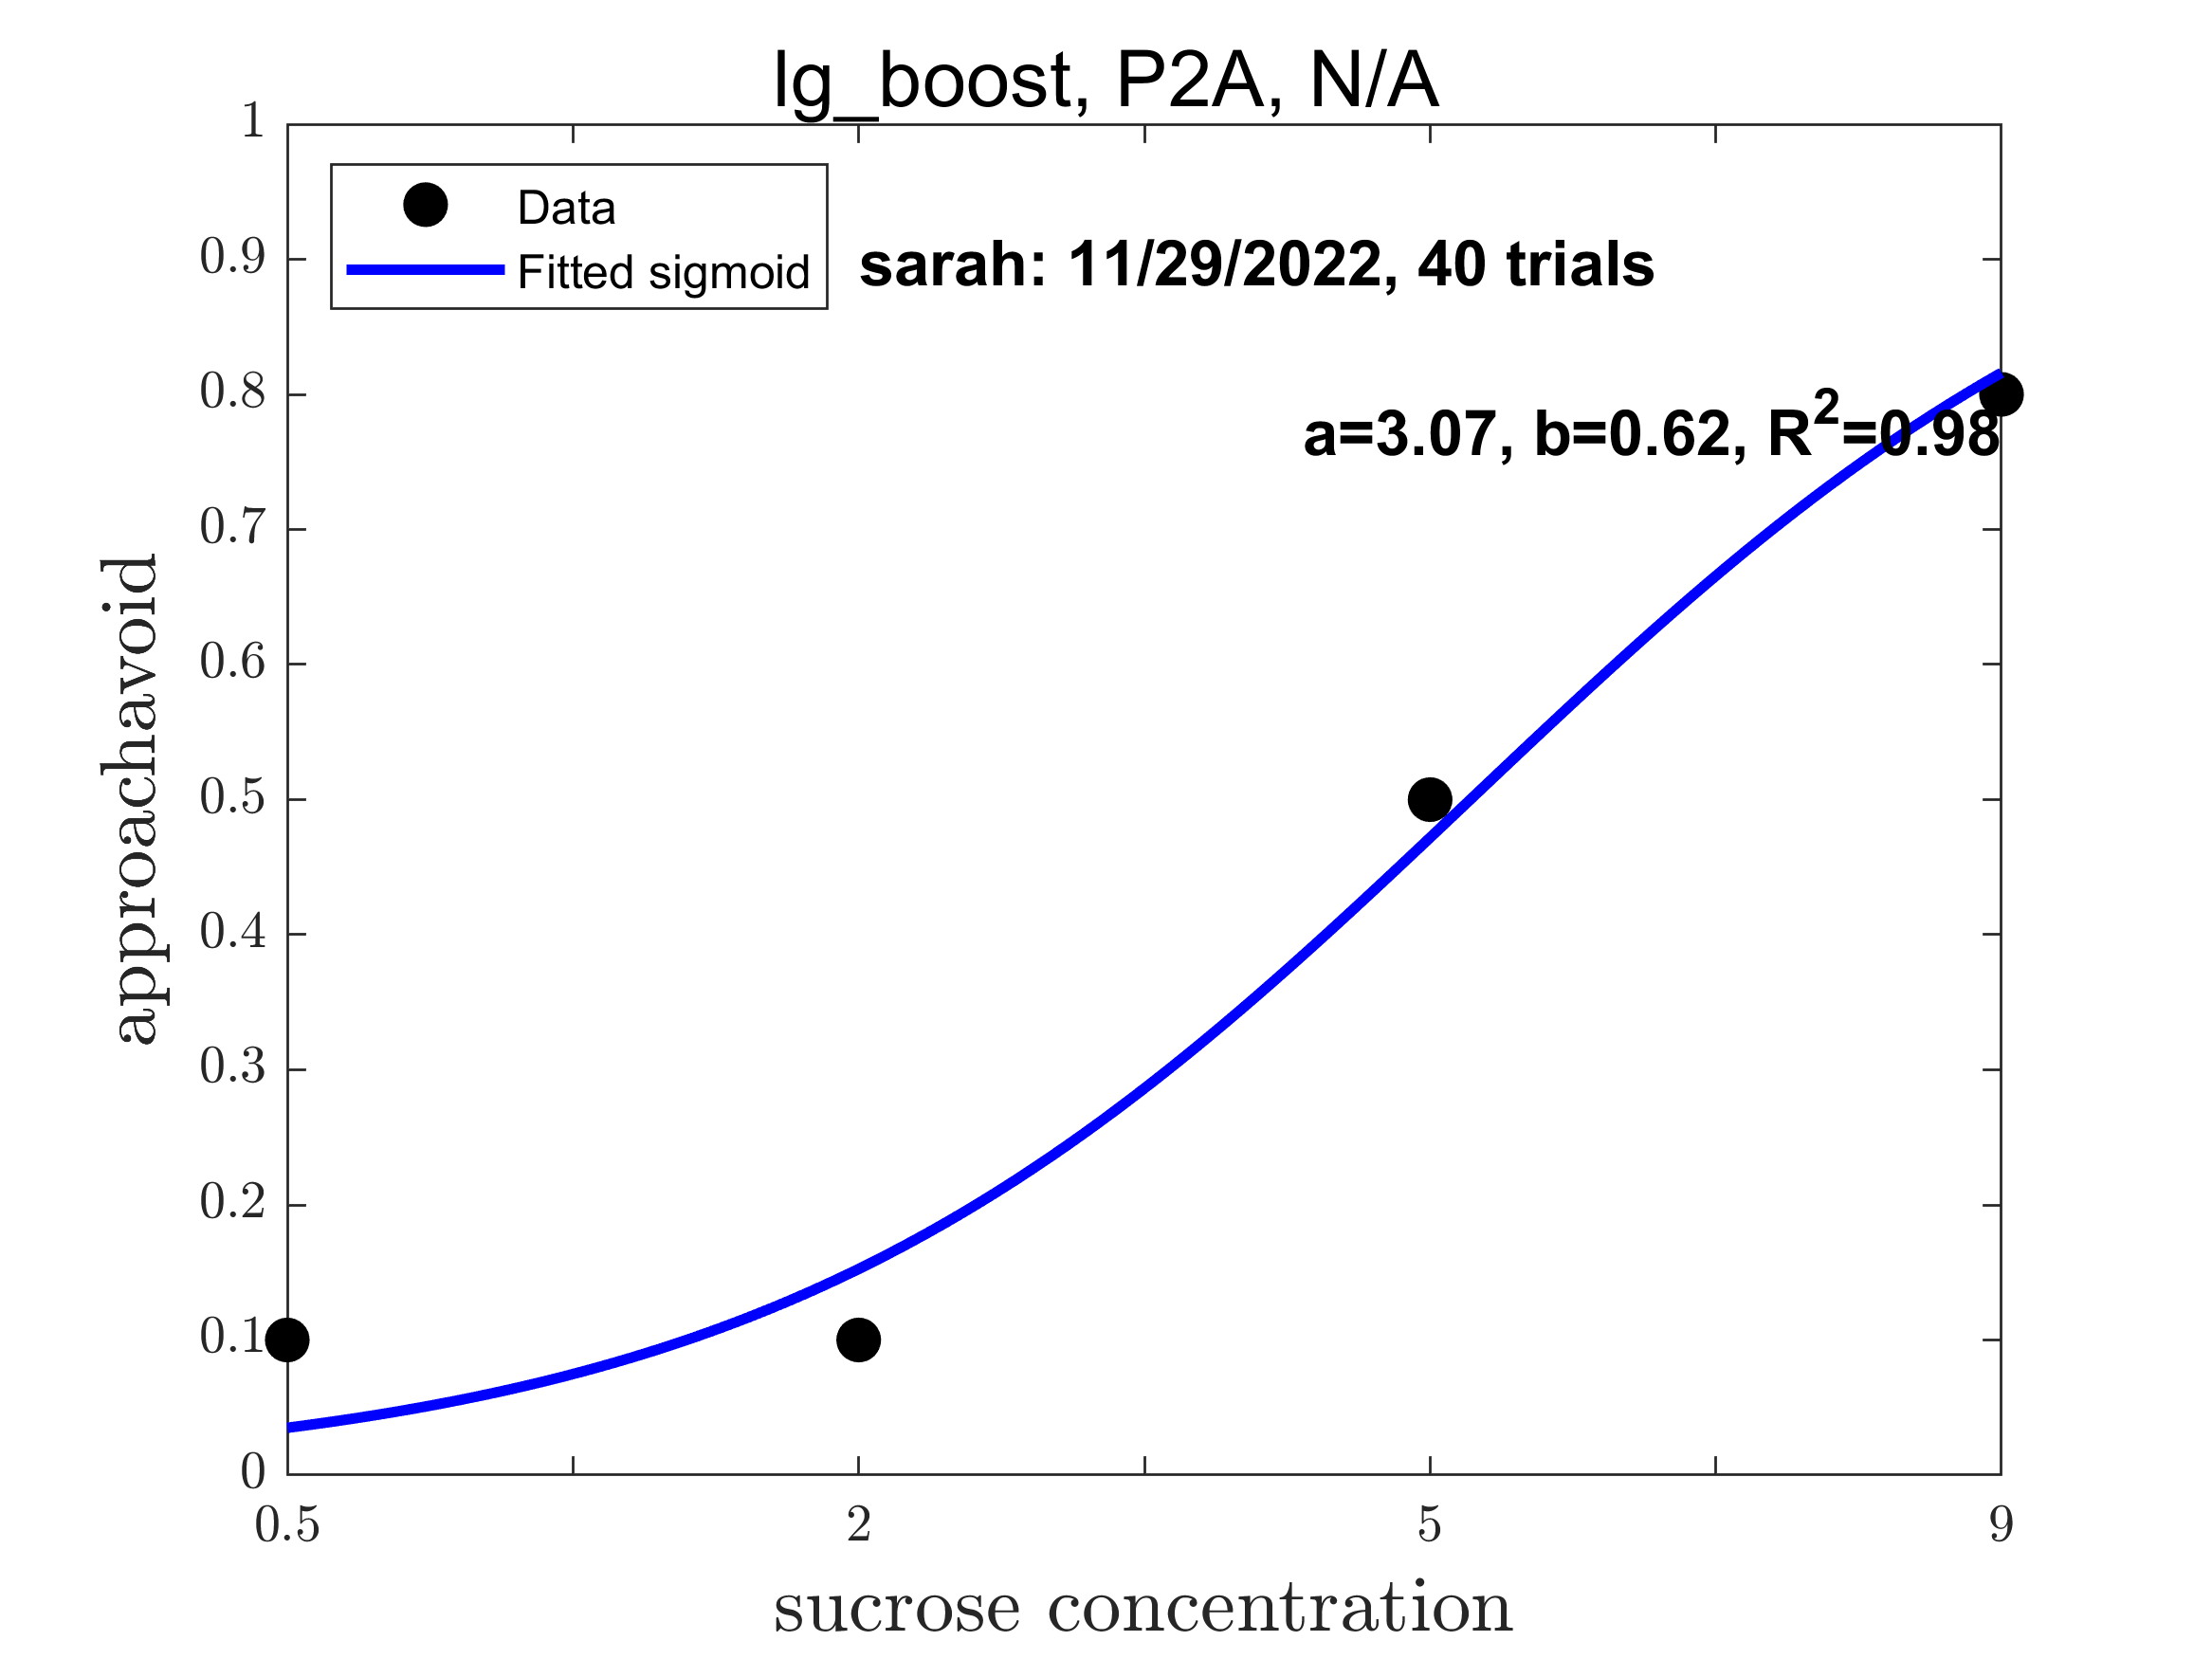 lg_boost, P2A, N/A
Data
Fitted sigmoid
sarah: 11/29/2022, 40 trials
a=3.07, b=0.62, R²=0.98
approachavoid
1
0.9
0.8
0.7
0.6
0.5
0.4
0.3
0.2
0.1
0
0.5 2 5 9
sucrose concentration